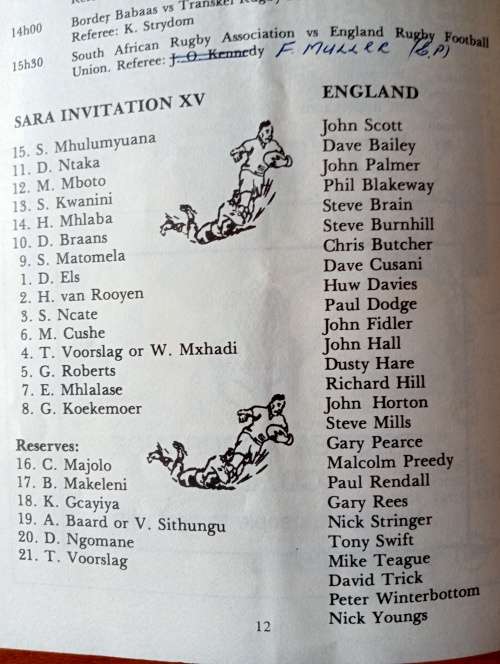 14h00 Border Babaas vs Transkei
Referee: K. Strydom
15h30 South African Rugby Association vs England Rugby Football
Union. Referee: J. O. Kennedy F. MULLER (E.P)
SARA INVITATION XV
15. S. Mhulumyuana
11. D. Ntaka
12. M. Mboto
13. S. Kwanini
14. H. Mhlaba
10. D. Braans
9. S. Matomela
1. D. Els
2. H. van Rooyen
3. S. Ncate
6. M. Cushe
4. T. Voorslag or W. Mxhadi
5. G. Roberts
7. E. Mhlalase
8. G. Koekemoer
Reserves:
16. C. Majolo
17. B. Makeleni
18. K. Gcayiya
19. A. Baard or V. Sithungu
20. D. Ngomane
21. T. Voorslag
ENGLAND
John Scott
Dave Bailey
John Palmer
Phil Blakeway
Steve Brain
Steve Burnhill
Chris Butcher
Dave Cusani
Huw Davies
Paul Dodge
John Fidler
John Hall
Dusty Hare
Richard Hill
John Horton
Steve Mills
Gary Pearce
Malcolm Preedy
Paul Rendall
Gary Rees
Nick Stringer
Tony Swift
Mike Teague
David Trick
Peter Winterbottom
Nick Youngs
12